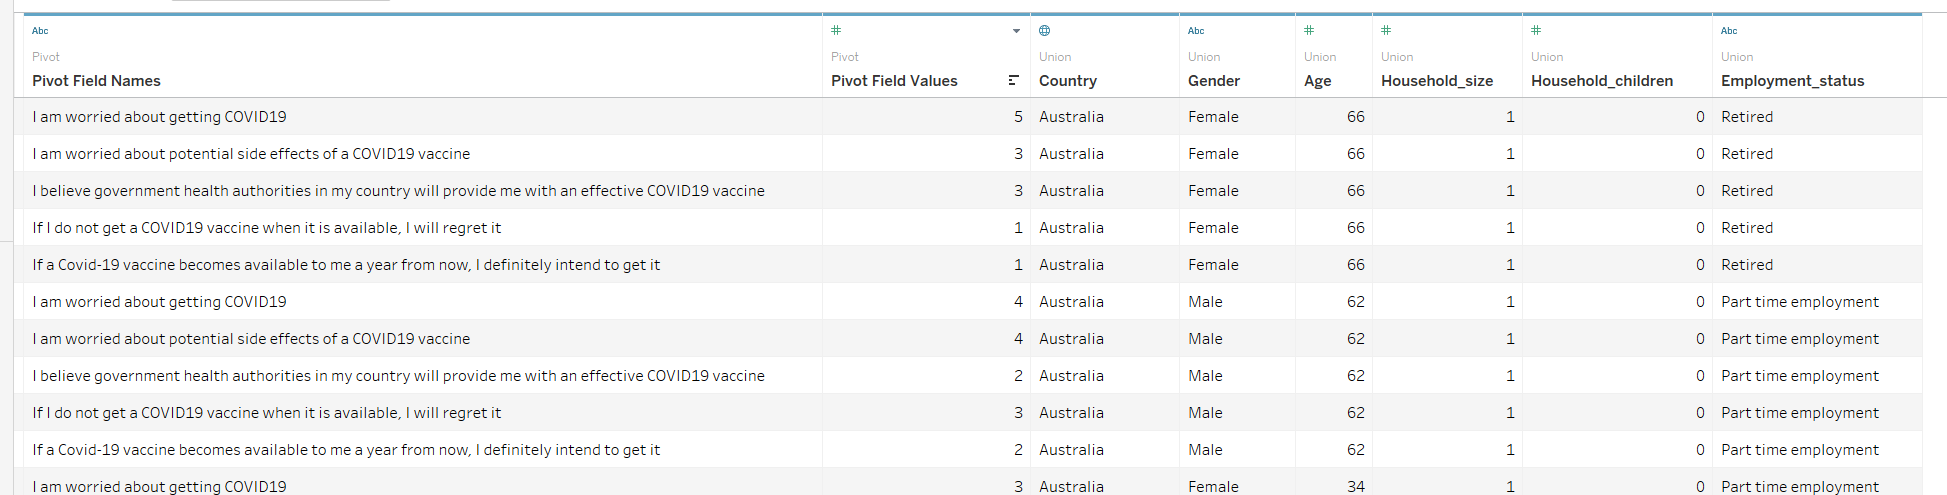 Abc # Abc # # # Abc
Pivot Pivot Union Union Union Union Union Union
Pivot Field Names Pivot Field Values Country Gender Age Household_size Household_children Employment_status
I am worried about getting COVID19 5 Australia Female 66 1 0 Retired
I am worried about potential side effects of a COVID19 vaccine 3 Australia Female 66 1 0 Retired
I believe government health authorities in my country will provide me with an effective COVID19 vaccine 3 Australia Female 66 1 0 Retired
If I do not get a COVID19 vaccine when it is available, I will regret it 1 Australia Female 66 1 0 Retired
If a Covid-19 vaccine becomes available to me a year from now, I definitely intend to get it 1 Australia Female 66 1 0 Retired
I am worried about getting COVID19 4 Australia Male 62 1 0 Part time employment
I am worried about potential side effects of a COVID19 vaccine 4 Australia Male 62 1 0 Part time employment
I believe government health authorities in my country will provide me with an effective COVID19 vaccine 2 Australia Male 62 1 0 Part time employment
If I do not get a COVID19 vaccine when it is available, I will regret it 3 Australia Male 62 1 0 Part time employment
If a Covid-19 vaccine becomes available to me a year from now, I definitely intend to get it 2 Australia Male 62 1 0 Part time employment
I am worried about getting COVID19 3 Australia Female 34 1 0 Part time employment